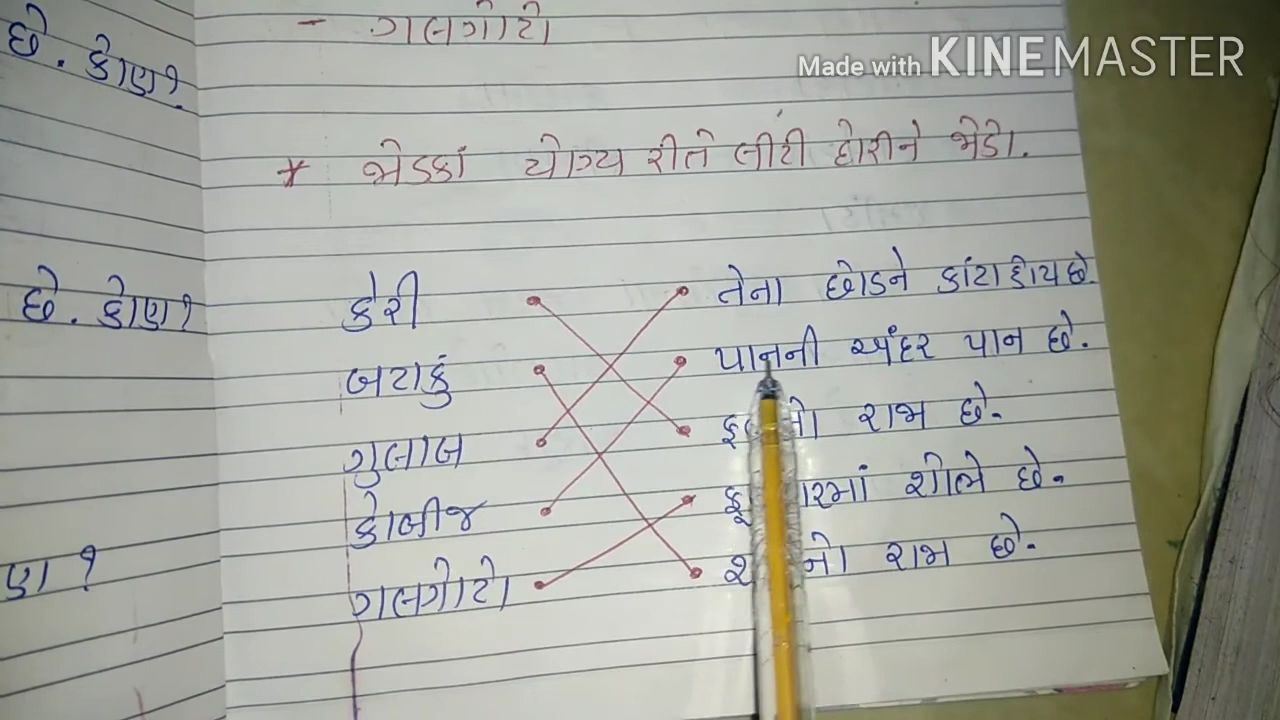 છે. કોણ?
- ગલગોટો
Made with KINEMASTER
* જોડકાં યોગ્ય રીતે લીટી દોરીને જોડો.
છે. કોણ?
કેરી તેના છોડને કાંટા હોય છે.
બટાકું પાનની અંદર પાન છે.
ગુલાબ રાજા છે.
કોબીજ શોભે છે.
ગલગોટો રાજા છે.
ણ ?